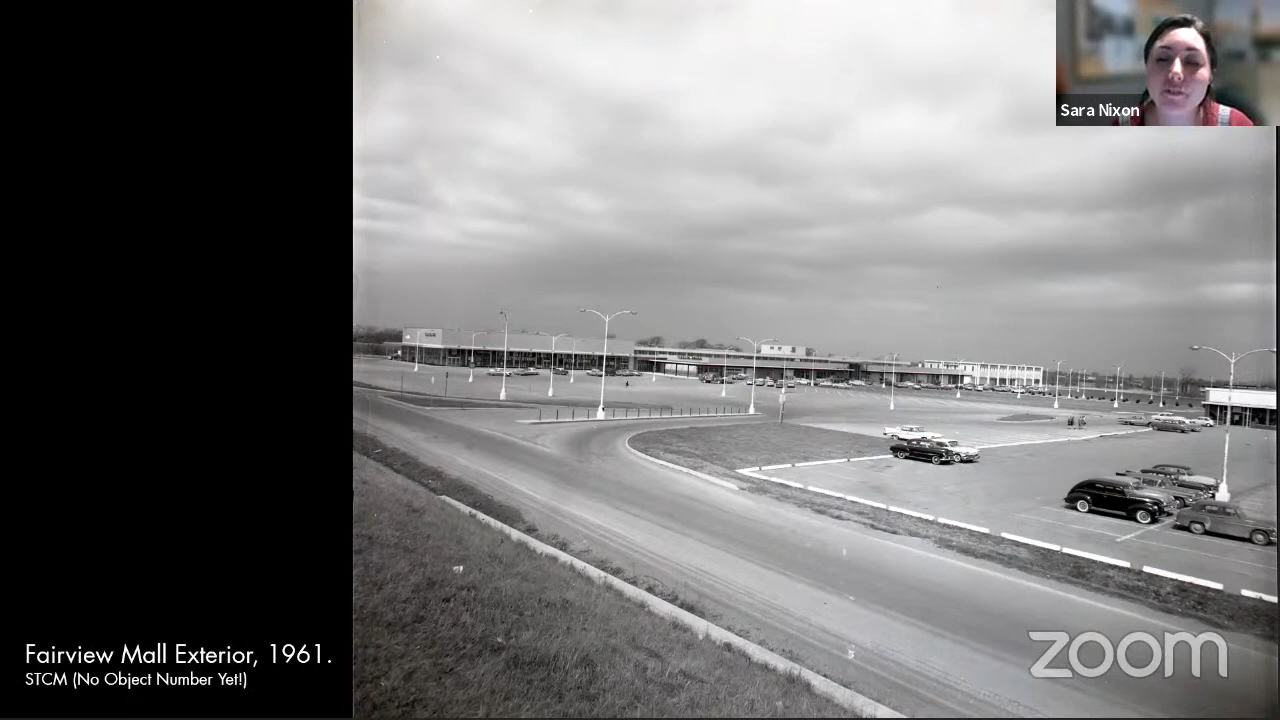 Sara Nixon
Fairview Mall Exterior, 1961.
STCM (No Object Number Yet!)
zoom